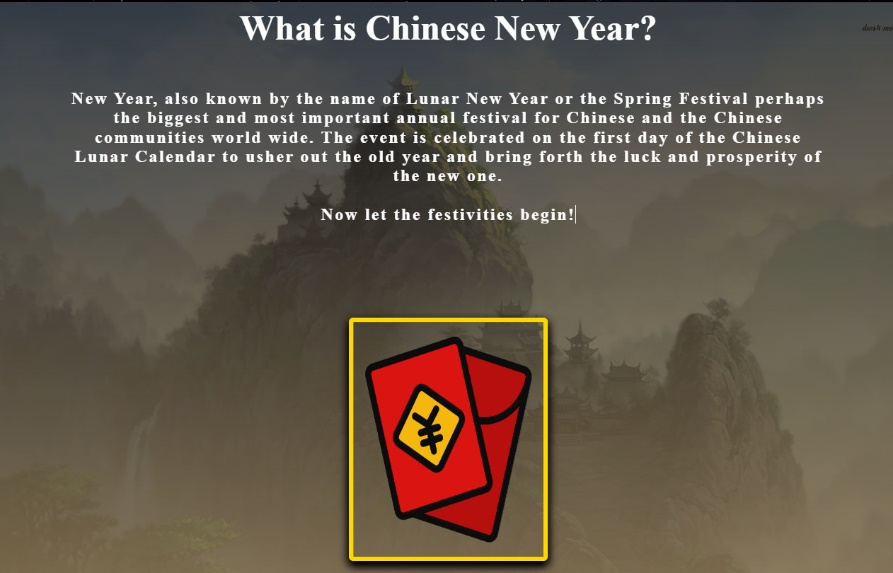 What is Chinese New Year?
New Year, also known by the name of Lunar New Year or the Spring Festival perhaps
the biggest and most important annual festival for Chinese and the Chinese
communities world wide. The event is celebrated on the first day of the Chinese
Lunar Calendar to usher out the old year and bring forth the luck and prosperity of
the new one.
Now let the festivities begin!
¥